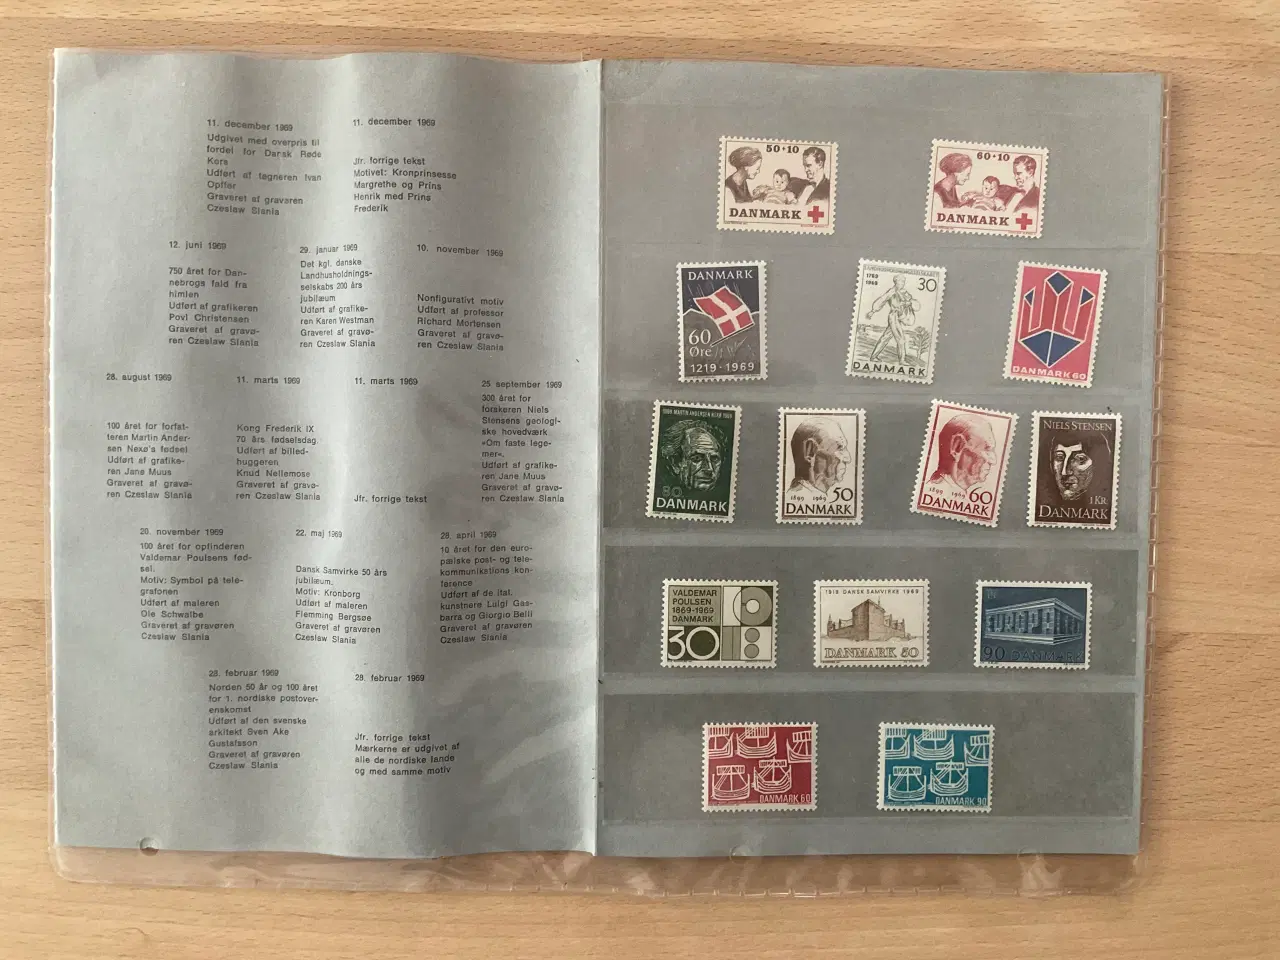 11. december 1969
Udgivet med overpris til
fordel for Dansk Røde
Kors
Udført af tegneren Ivan
Opffer
Graveret af gravøren
Czeslaw Slania
11. december 1969
Jfr. forrige tekst
Motivet: Kronprinsesse
Margrethe og Prins
Henrik med Prins
Frederik
12. juni 1969
750 året for Dan-
nebrogs fald fra
himlen
Udført af grafikeren
Povl Christensen
Graveret af gravø-
ren Czeslaw Slania
29. januar 1969
Det kgl. danske
Landhusholdnings-
selskabs 200 års
jubilæum
Udført af grafike-
ren Karen Westman
Graveret af gravø-
ren Czeslaw Slania
10. november 1969
Nonfigurativt motiv
Udført af professor
Richard Mortensen
Graveret af gravø-
ren Czeslaw Slania
28. august 1969
100 året for forfat-
teren Martin Ander-
sen Nexø's fødsel
Udført af grafike-
ren Jane Muus
Graveret af gravø-
ren Czeslaw Slania
11. marts 1969
Kong Frederik IX
70 års fødselsdag.
Udført af billed-
huggeren
Knud Nellemose
Graveret af gravø-
ren Czeslaw Slania
11. marts 1969
Jfr. forrige tekst
25 september 1969
300 året for
forskeren Niels
Stensens geologi-
ske hovedværk
»Om faste lege-
mer«.
Udført af grafike-
ren Jane Muus
Graveret af gravø-
ren Czeslaw Slania
20. november 1969
100 året for opfinderen
Valdemar Poulsens fød-
sel.
Motiv: Symbol på tele-
grafonen
Udført af maleren
Ole Schwalbe
Graveret af gravøren
Czeslaw Slania
22. maj 1969
Dansk Samvirke 50 års
jubilæum.
Motiv: Kronborg
Udført af maleren
Flemming Bergsøe
Graveret af gravøren
Czeslaw Slania
28. april 1969
10 året for den euro-
pæiske post- og tele-
kommunikations kon-
ference
Udført af de ital.
kunstnere Luigi Gas-
barra og Giorgio Belli
Graveret af gravøren
Czeslaw Slania
28. februar 1969
Norden 50 år og 100 året
for 1. nordiske postover-
enskomst
Udført af den svenske
arkitekt Sven Ake
Gustafsson
Graveret af gravøren
Czeslaw Slania
28. februar 1969
Jfr. forrige tekst
Mærkerne er udgivet af
alle de nordiske lande
og med samme motiv
50+10
DANMARK
60+10
DANMARK
DANMARK
60
Øre
1219·1969
1769
1969
30
DANMARK
DANMARK 60
1869 MARTIN ANDERSEN NEXØ 1969
80
DANMARK
1899 1969 50
DANMARK
1899 1969 60
DANMARK
NIELS STENSEN
1 KR.
DANMARK
VALDEMAR
POULSEN
1869-1969
DANMARK
30
1919 DANSK SAMVIRKE 1969
DANMARK 50
EUROPA
90 DANMARK
DANMARK 60
DANMARK 90